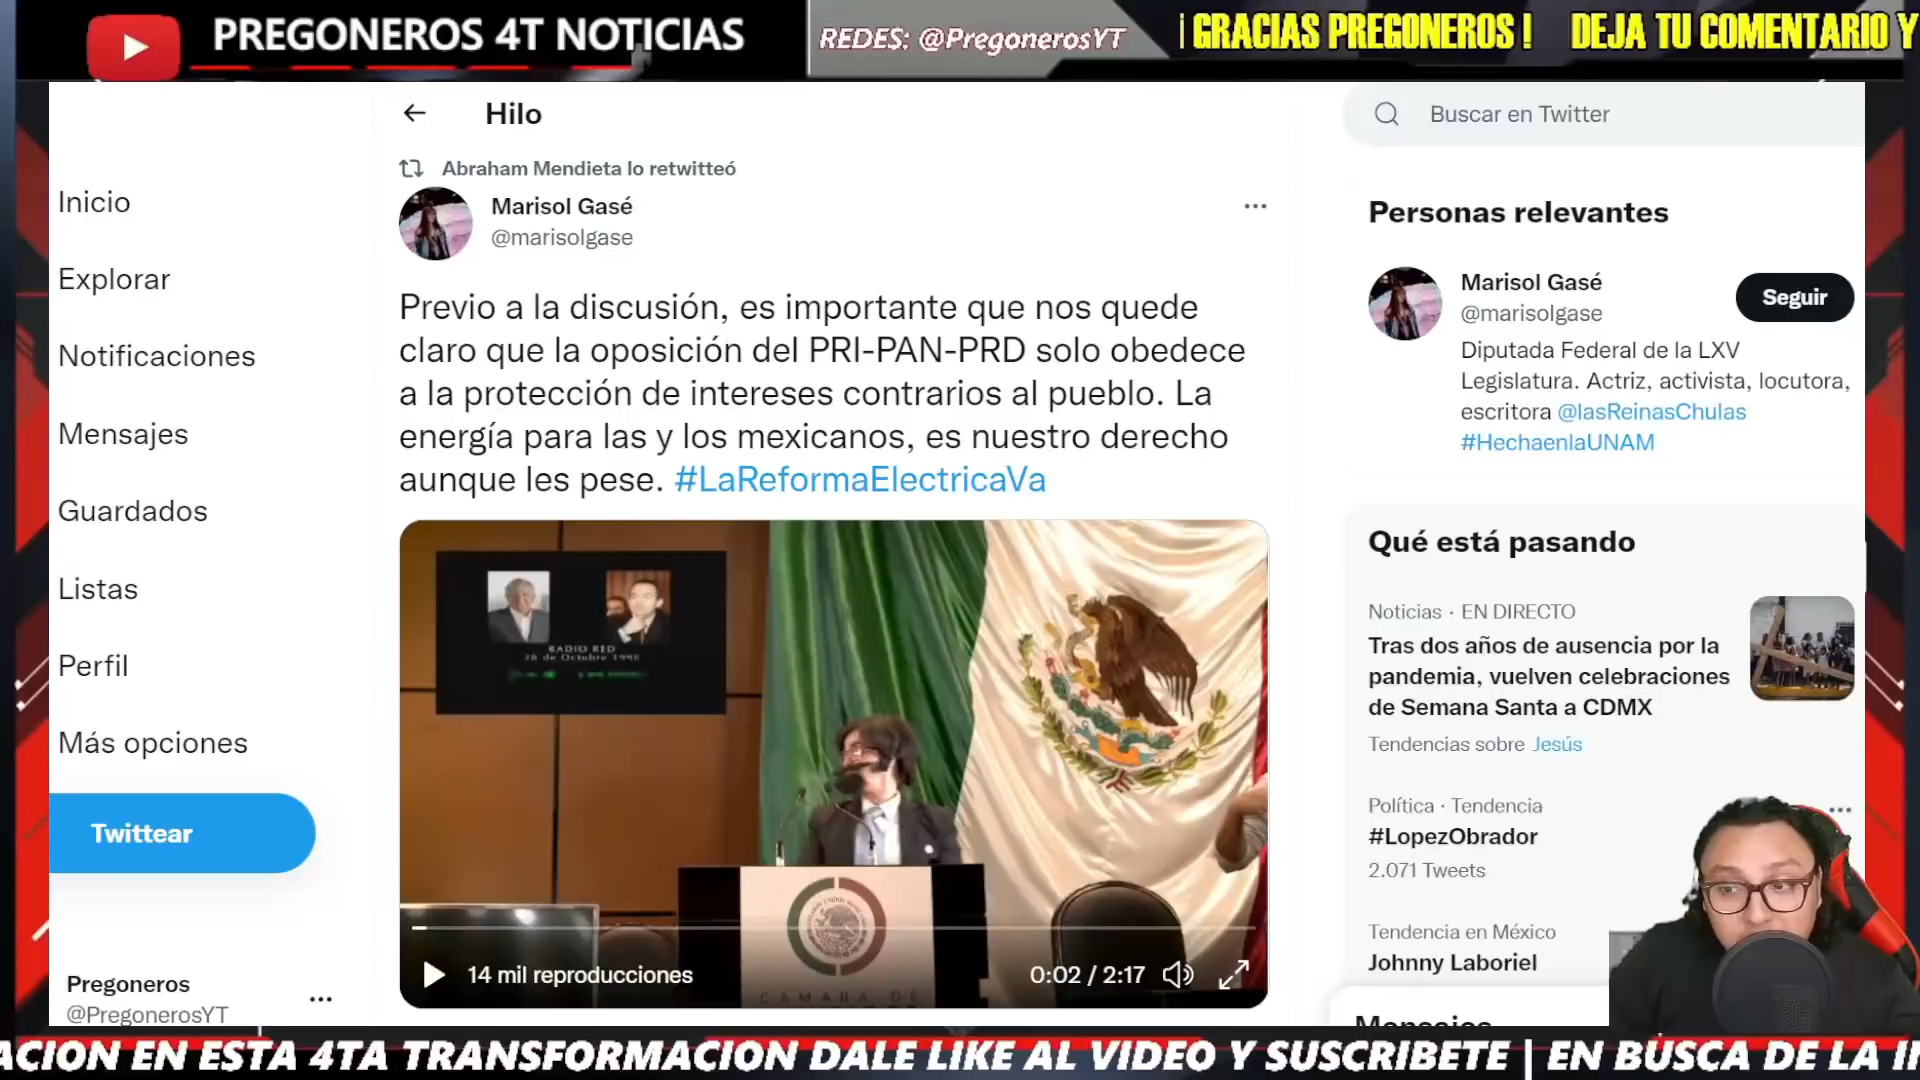 PREGONEROS 4T NOTICIAS
REDES: @PregonerosYT
¡GRACIAS PREGONEROS! DEJA TU COMENTARIO Y
Hilo
Buscar en Twitter
Abraham Mendieta lo retwitteó
Marisol Gasé
@marisolgase
Previo a la discusión, es importante que nos quede
claro que la oposición del PRI-PAN-PRD solo obedece
a la protección de intereses contrarios al pueblo. La
energía para las y los mexicanos, es nuestro derecho
aunque les pese. #LaReformaElectricaVa
RADIO RED
28 de Octubre 1998
14 mil reproducciones
0:02 / 2:17
CAMARA DE
Inicio
Explorar
Notificaciones
Mensajes
Guardados
Listas
Perfil
Más opciones
Twittear
Pregoneros
@PregonerosYT
Personas relevantes
Marisol Gasé
@marisolgase
Seguir
Diputada Federal de la LXV
Legislatura. Actriz, activista, locutora,
escritora @lasReinasChulas
#HechaenlaUNAM
Qué está pasando
Noticias · EN DIRECTO
Tras dos años de ausencia por la
pandemia, vuelven celebraciones
de Semana Santa a CDMX
Tendencias sobre Jesús
Política · Tendencia
#LopezObrador
2.071 Tweets
Tendencia en México
Johnny Laboriel
Mensajes
ACION EN ESTA 4TA TRANSFORMACION DALE LIKE AL VIDEO Y SUSCRIBETE | EN BUSCA DE LA I